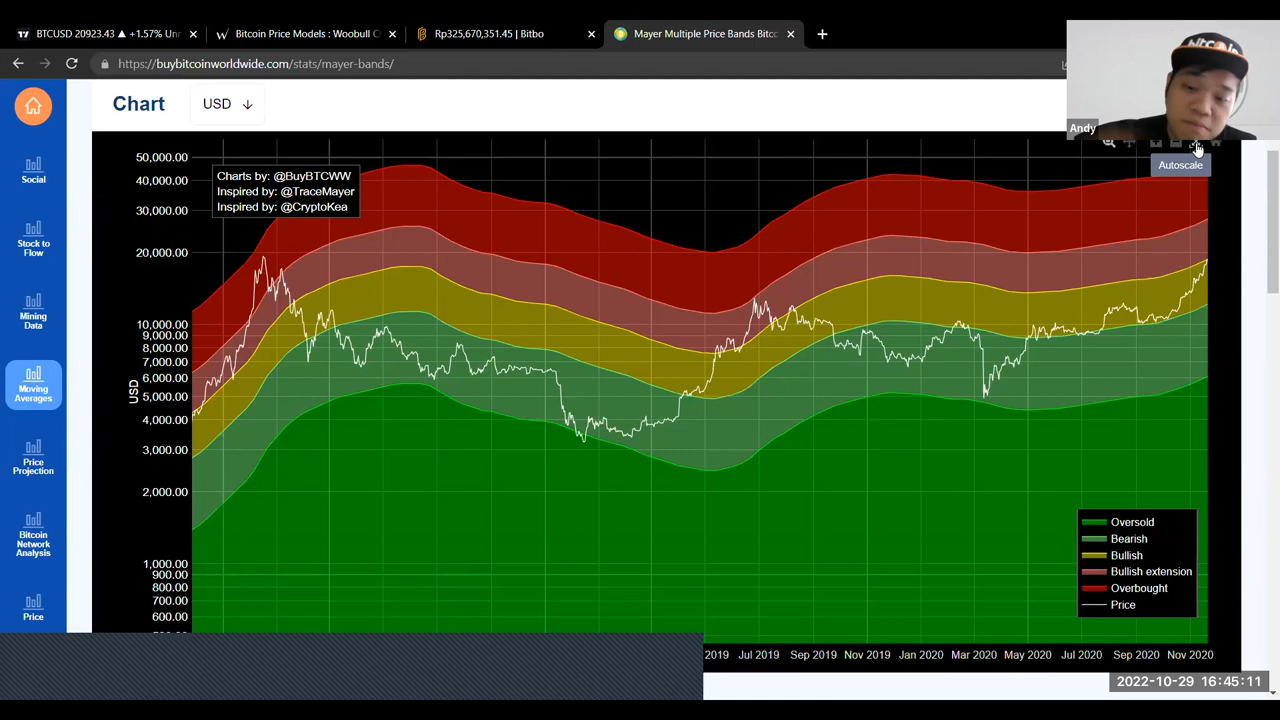 BTCUSD 20923.43 ▲ +1.57% Un
Bitcoin Price Models : Woobull C
Rp325,670,351.45 | Bitbo
Mayer Multiple Price Bands Bitco
https://buybitcoinworldwide.com/stats/mayer-bands/
bitcoin
Andy
Chart
USD
Autoscale
Social
Stock to
Flow
Mining
Data
Moving
Averages
Price
Projection
Bitcoin
Network
Analysis
Price
Charts by: @BuyBTCWW
Inspired by: @TraceMayer
Inspired by: @CryptoKea
USD
50,000.00
40,000.00
30,000.00
20,000.00
10,000.00
9,000.00
8,000.00
7,000.00
6,000.00
5,000.00
4,000.00
3,000.00
2,000.00
1,000.00
900.00
800.00
700.00
600.00
Oversold
Bearish
Bullish
Bullish extension
Overbought
Price
2019 Jul 2019 Sep 2019 Nov 2019 Jan 2020 Mar 2020 May 2020 Jul 2020 Sep 2020 Nov 2020
2022-10-29 16:45:11